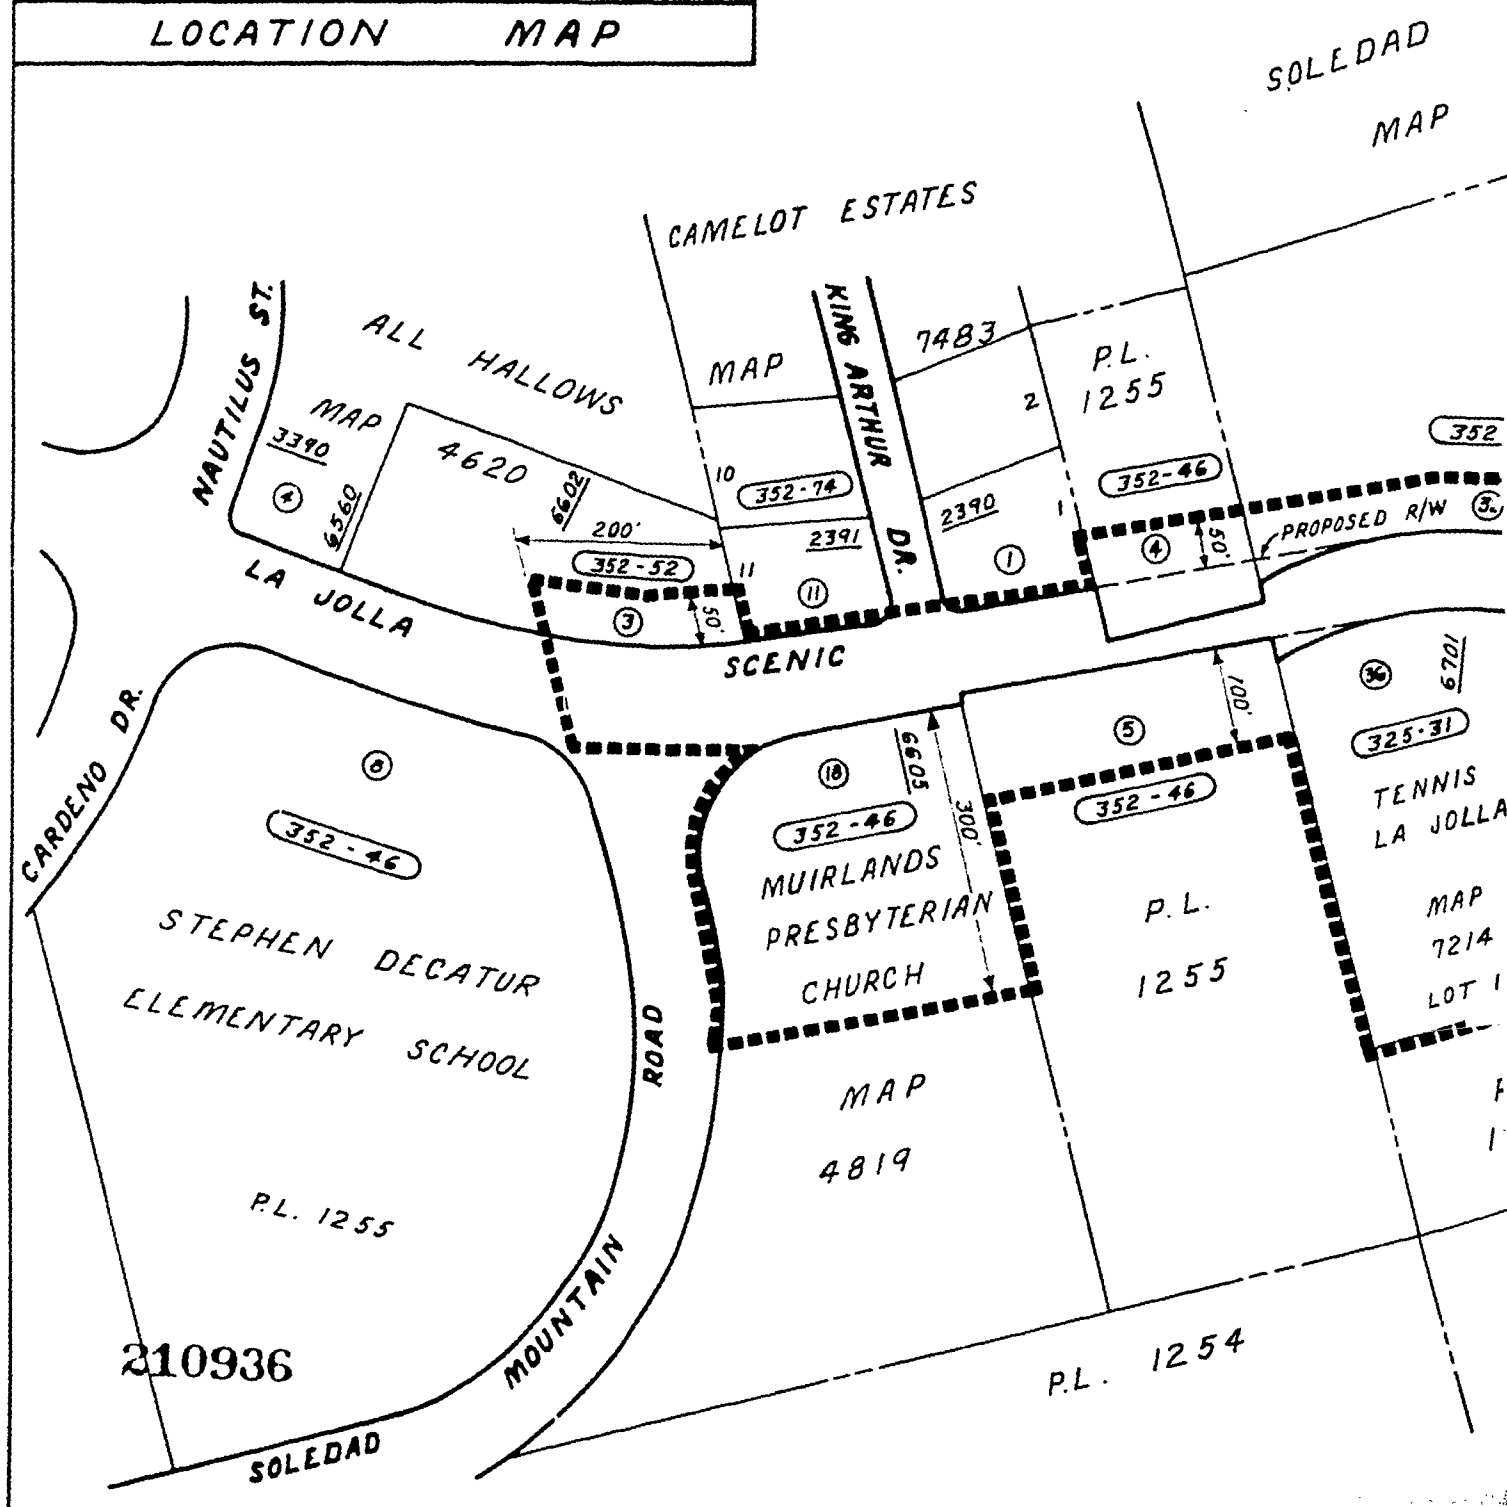 LOCATION MAP
SOLEDAD
MAP
CAMELOT ESTATES
NAUTILUS ST.
ALL HALLOWS
MAP
3390
4
6560
4620
6602
200'
352-52
3
50'
MAP
10
352-74
2391
11
11
KING ARTHUR DR.
7483
2
2390
1
1
P.L.
1255
352-46
4
50'
PROPOSED R/W
352
LA JOLLA
SCENIC
CARDENO DR.
8
352-46
STEPHEN DECATUR
ELEMENTARY SCHOOL
P.L. 1255
18
6605
352-46
300'
MUIRLANDS
PRESBYTERIAN
CHURCH
5
100'
352-46
P.L.
1255
36
6701
325-31
TENNIS
LA JOLLA
MAP
7214
LOT 1
MAP
4819
ROAD
MOUNTAIN
SOLEDAD
P.L. 1254
210936